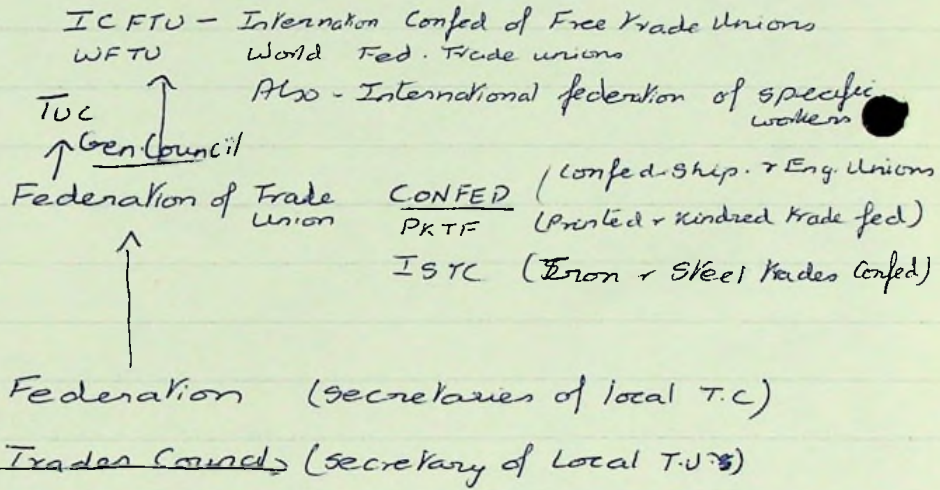 ICFTU - Internation Confed of Free trade Unions
WFTU World Fed. Trade unions
Also - International federation of specific workers
TUC
Gen. Council
Federation of Trade Union CONFED (Confed. Ship. & Eng. Unions
PKTF (Printed & Kindred trade fed)
ISTC (Iron & Steel trades Confed)
Federation (secretaries of local T.C)
Trades Councils (secretary of Local T.U's)